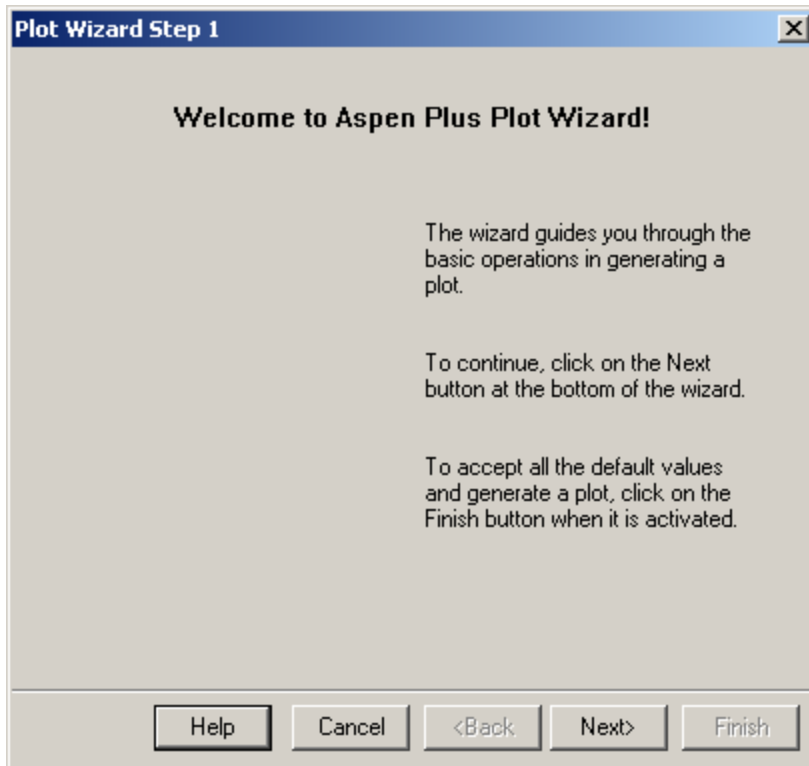 Plot Wizard Step 1
Welcome to Aspen Plus Plot Wizard!
The wizard guides you through the
basic operations in generating a
plot.
To continue, click on the Next
button at the bottom of the wizard.
To accept all the default values
and generate a plot, click on the
Finish button when it is activated.
Help Cancel <Back Next> Finish